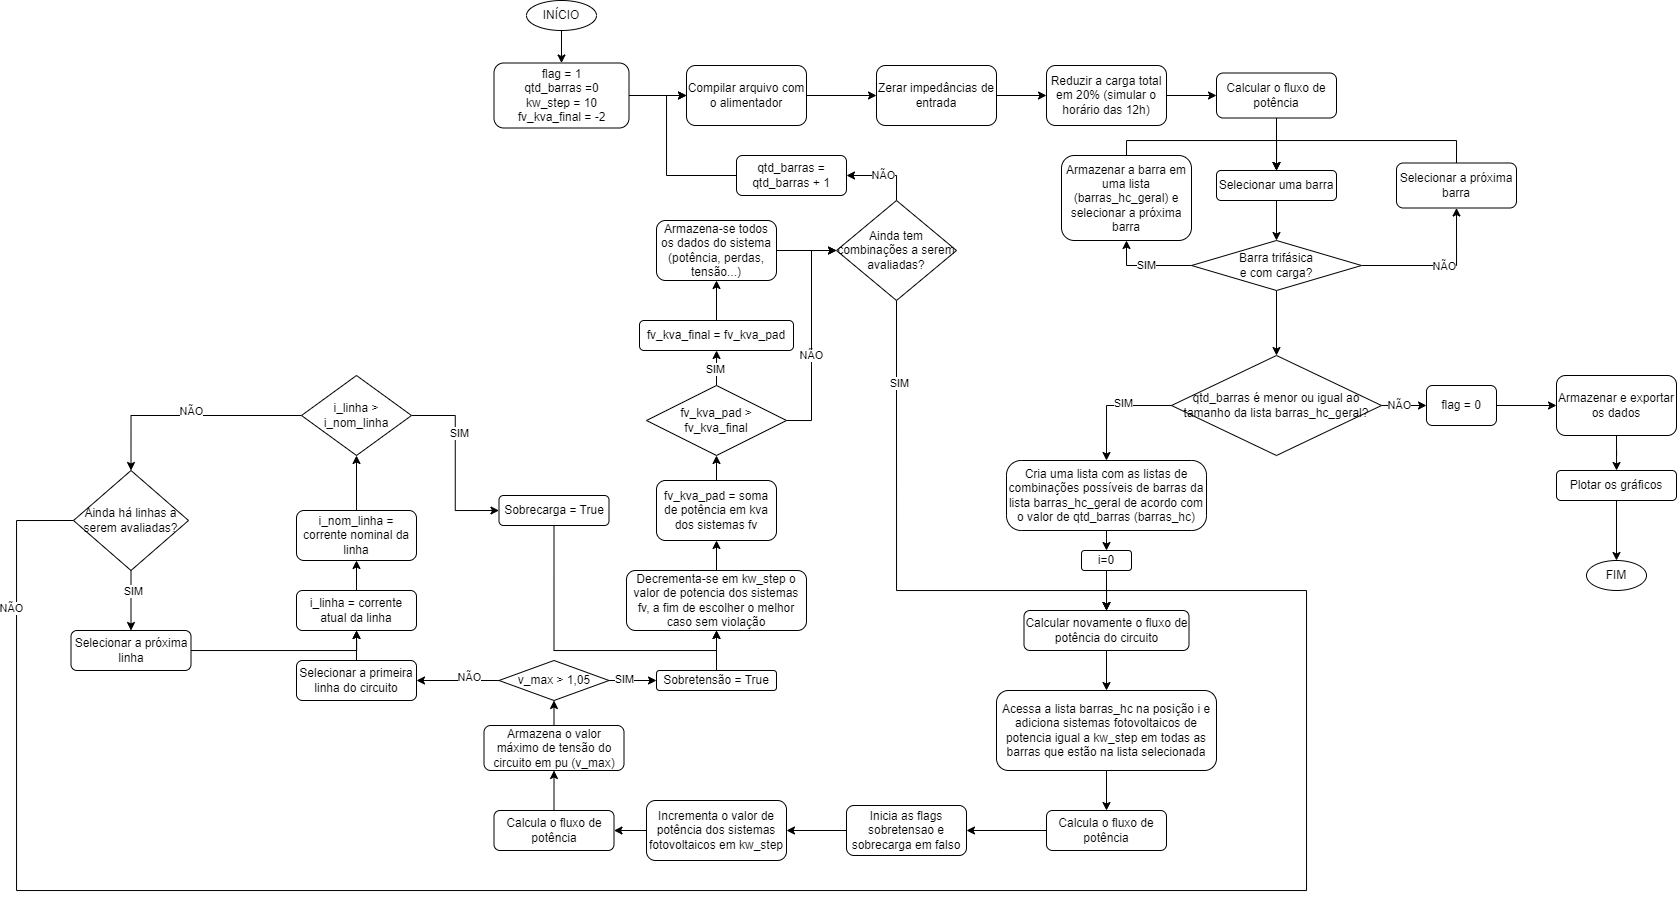 INÍCIO
flag = 1
qtd_barras =0
kw_step = 10
fv_kva_final = -2
Compilar arquivo com
o alimentador
Zerar impedâncias de
entrada
Reduzir a carga total
em 20% (simular o
horário das 12h)
Calcular o fluxo de
potência
Selecionar uma barra
Armazenar a barra em
uma lista
(barras_hc_geral) e
selecionar a próxima
barra
Selecionar a próxima
barra
Barra trifásica
e com carga?
SIM
NÃO
qtd_barras =
qtd_barras + 1
NÃO
Ainda tem
combinações a serem
avaliadas?
SIM
Armazena-se todos
os dados do sistema
(potência, perdas,
tensão...)
fv_kva_final = fv_kva_pad
SIM
NÃO
fv_kva_pad >
fv_kva_final
fv_kva_pad = soma
de potência em kva
dos sistemas fv
Decrementa-se em kw_step o
valor de potencia dos sistemas
fv, a fim de escolher o melhor
caso sem violação
qtd_barras é menor ou igual ao
tamanho da lista barras_hc_geral?
SIM
NÃO
flag = 0
Armazenar e exportar
os dados
Plotar os gráficos
FIM
Cria uma lista com as listas de
combinações possíveis de barras da
lista barras_hc_geral de acordo com
o valor de qtd_barras (barras_hc)
i=0
Calcular novamente o fluxo de
potência do circuito
Acessa a lista barras_hc na posição i e
adiciona sistemas fotovoltaicos de
potencia igual a kw_step em todas as
barras que estão na lista selecionada
Calcula o fluxo de
potência
Inicia as flags
sobretensao e
sobrecarga em falso
Incrementa o valor de
potência dos sistemas
fotovoltaicos em kw_step
Calcula o fluxo de
potência
Armazena o valor
máximo de tensão do
circuito em pu (v_max)
v_max > 1,05
SIM
NÃO
Sobretensão = True
Selecionar a primeira
linha do circuito
i_linha = corrente
atual da linha
i_nom_linha =
corrente nominal da
linha
i_linha >
i_nom_linha
SIM
NÃO
Sobrecarga = True
Ainda há linhas a
serem avaliadas?
SIM
NÃO
Selecionar a próxima
linha